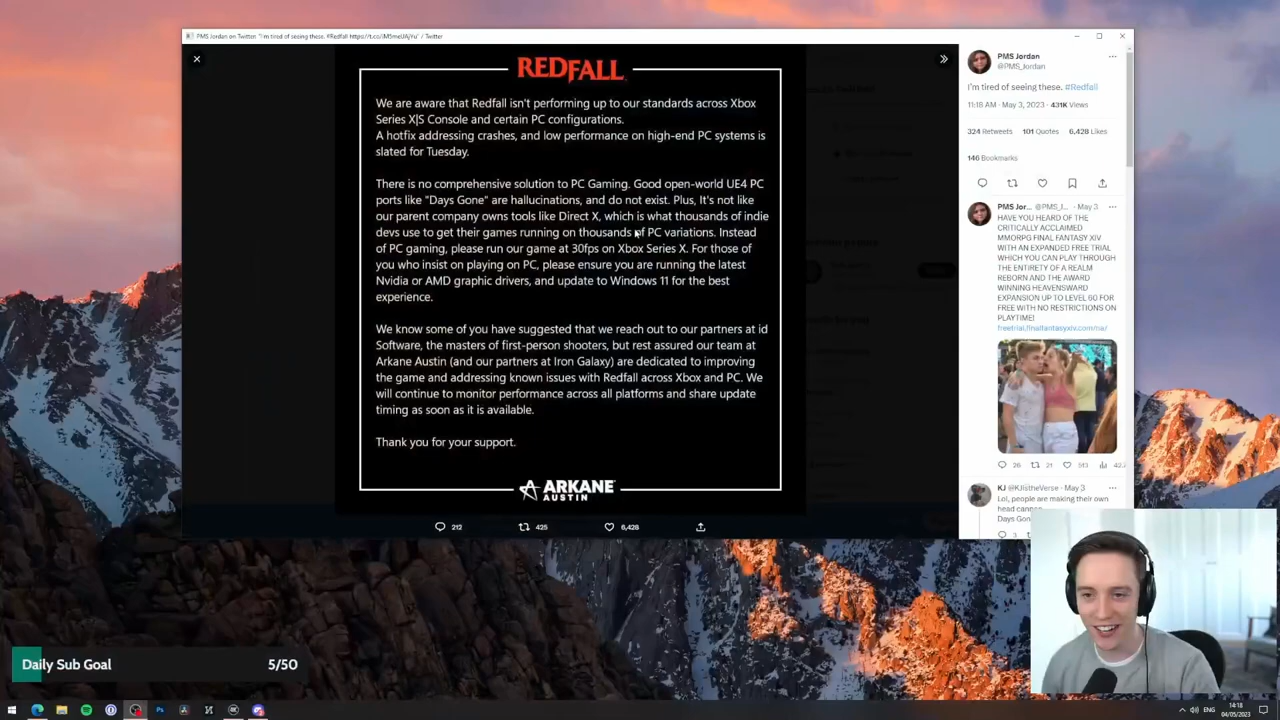 PMS Jordan on Twitter: "I'm tired of seeing these. #Redfall / Twitter
REDFALL
We are aware that Redfall isn't performing up to our standards across Xbox
Series X|S Console and certain PC configurations.
A hotfix addressing crashes, and low performance on high-end PC systems is
slated for Tuesday.
There is no comprehensive solution to PC Gaming. Good open-world UE4 PC
ports like "Days Gone" are hallucinations, and do not exist. Plus, It's not like
our parent company owns tools like Direct X, which is what thousands of indie
devs use to get their games running on thousands of PC variations. Instead
of PC gaming, please run our game at 30fps on Xbox Series X. For those of
you who insist on playing on PC, please ensure you are running the latest
Nvidia or AMD graphic drivers, and update to Windows 11 for the best
experience.
We know some of you have suggested that we reach out to our partners at id
Software, the masters of first-person shooters, but rest assured our team at
Arkane Austin (and our partners at Iron Galaxy) are dedicated to improving
the game and addressing known issues with Redfall across Xbox and PC. We
will continue to monitor performance across all platforms and share update
timing as soon as it is available.
Thank you for your support.
ARKANE
AUSTIN
212
425
6,428
PMS Jordan
@PMS_Jordan
I'm tired of seeing these. #Redfall
11:18 AM · May 3, 2023 · 431K Views
324 Retweets 101 Quotes 6,428 Likes
146 Bookmarks
PMS Jor... @PMS_J... · May 3
HAVE YOU HEARD OF THE
CRITICALLY ACCLAIMED
MMORPG FINAL FANTASY XIV
WITH AN EXPANDED FREE TRIAL
WHICH YOU CAN PLAY THROUGH
THE ENTIRETY OF A REALM
REBORN AND THE AWARD
WINNING HEAVENSWARD
EXPANSION UP TO LEVEL 60 FOR
FREE WITH NO RESTRICTIONS ON
PLAYTIME!
freetrial.finalfantasyxiv.com/na/
26 21 513 42.
KJ @KJIstheVerse · May 3
Lol, people are making their own
head
Days Gon
3
Daily Sub Goal 5/50
ENG
14:18
04/05/2023